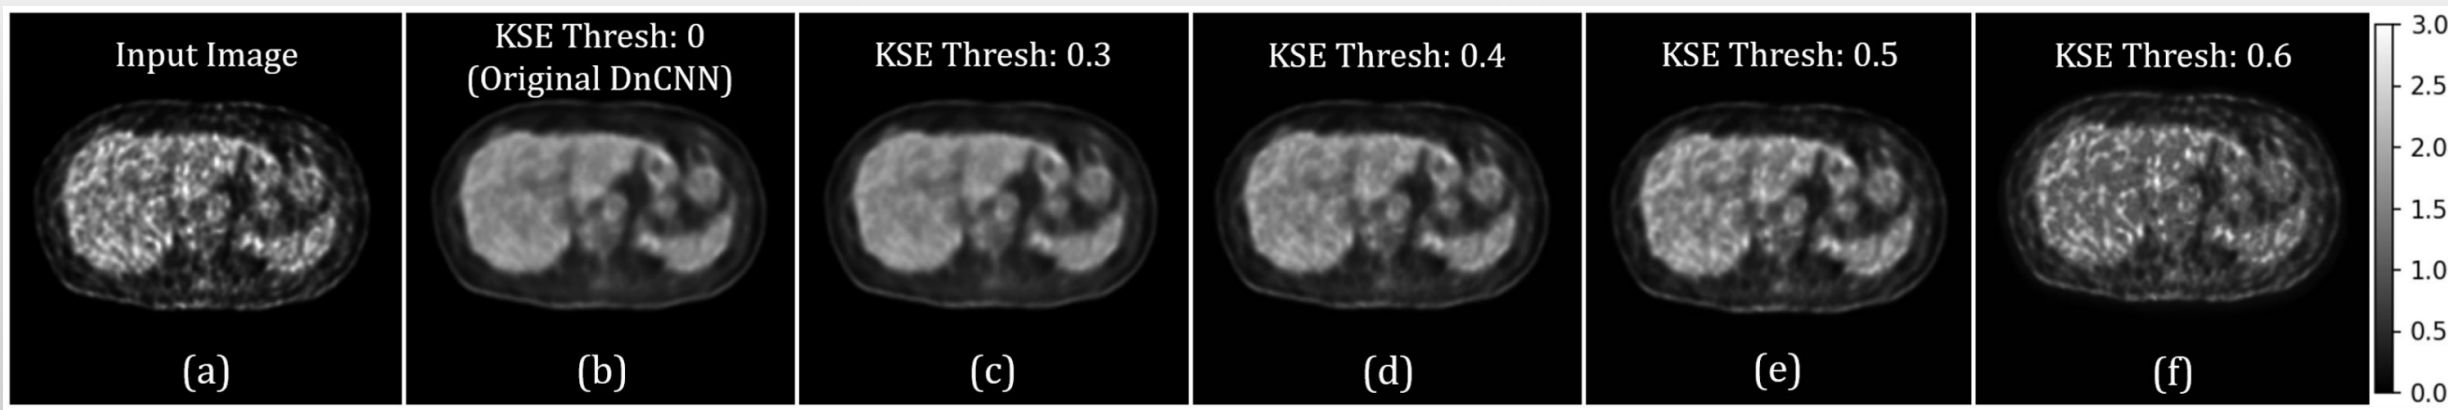 Input Image
KSE Thresh: 0
(Original DnCNN)
KSE Thresh: 0.3
KSE Thresh: 0.4
KSE Thresh: 0.5
KSE Thresh: 0.6
(a)
(b)
(c)
(d)
(e)
(f)
3.0
2.5
2.0
1.5
1.0
0.5
0.0